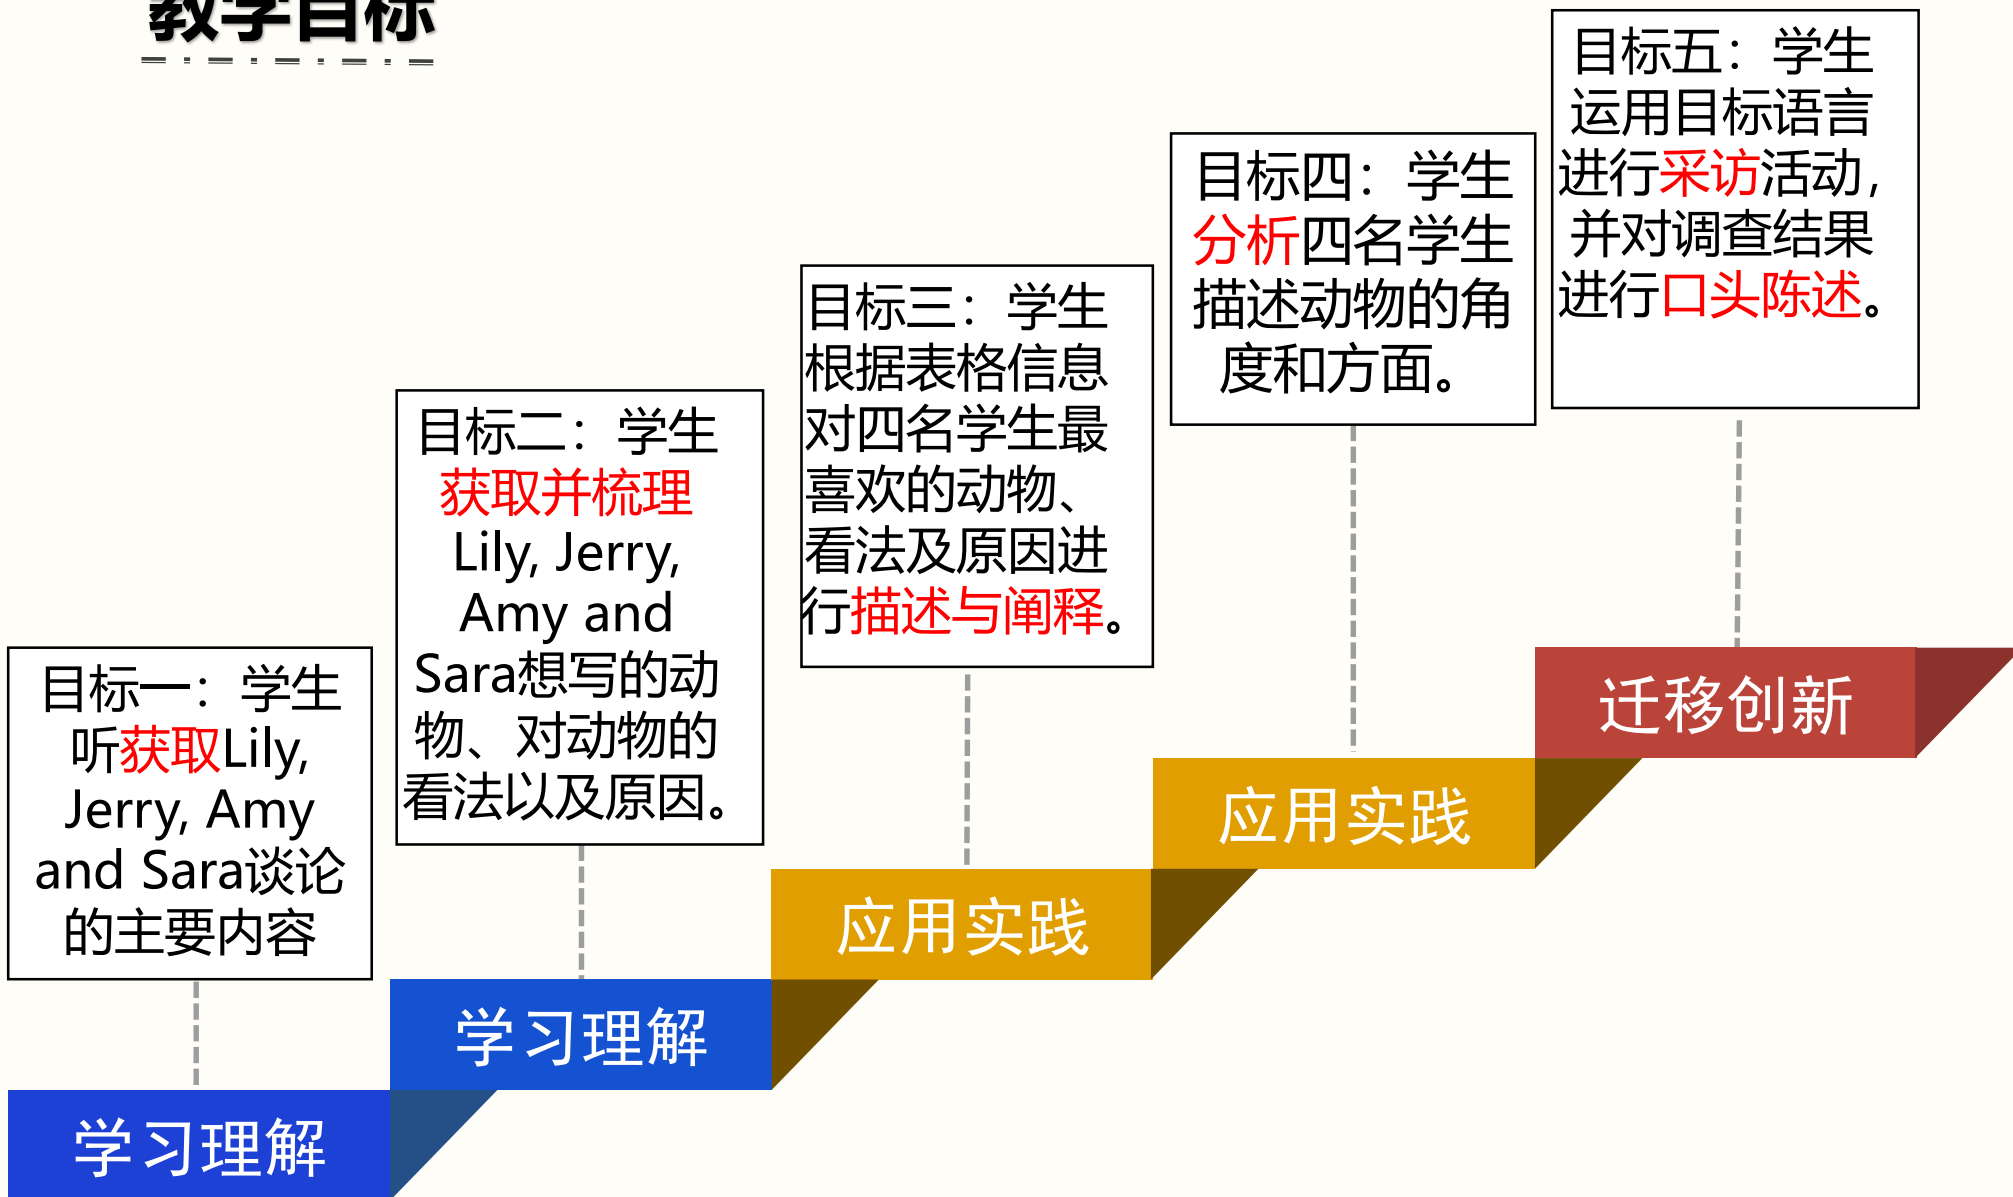 教学目标
目标一：学生
听获取Lily,
Jerry, Amy
and Sara谈论
的主要内容
学习理解
目标二：学生
获取并梳理
Lily, Jerry,
Amy and
Sara想写的动
物、对动物的
看法以及原因。
学习理解
目标三：学生
根据表格信息
对四名学生最
喜欢的动物、
看法及原因进
行描述与阐释。
应用实践
目标四：学生
分析四名学生
描述动物的角
度和方面。
应用实践
目标五：学生
运用目标语言
进行采访活动，
并对调查结果
进行口头陈述。
迁移创新